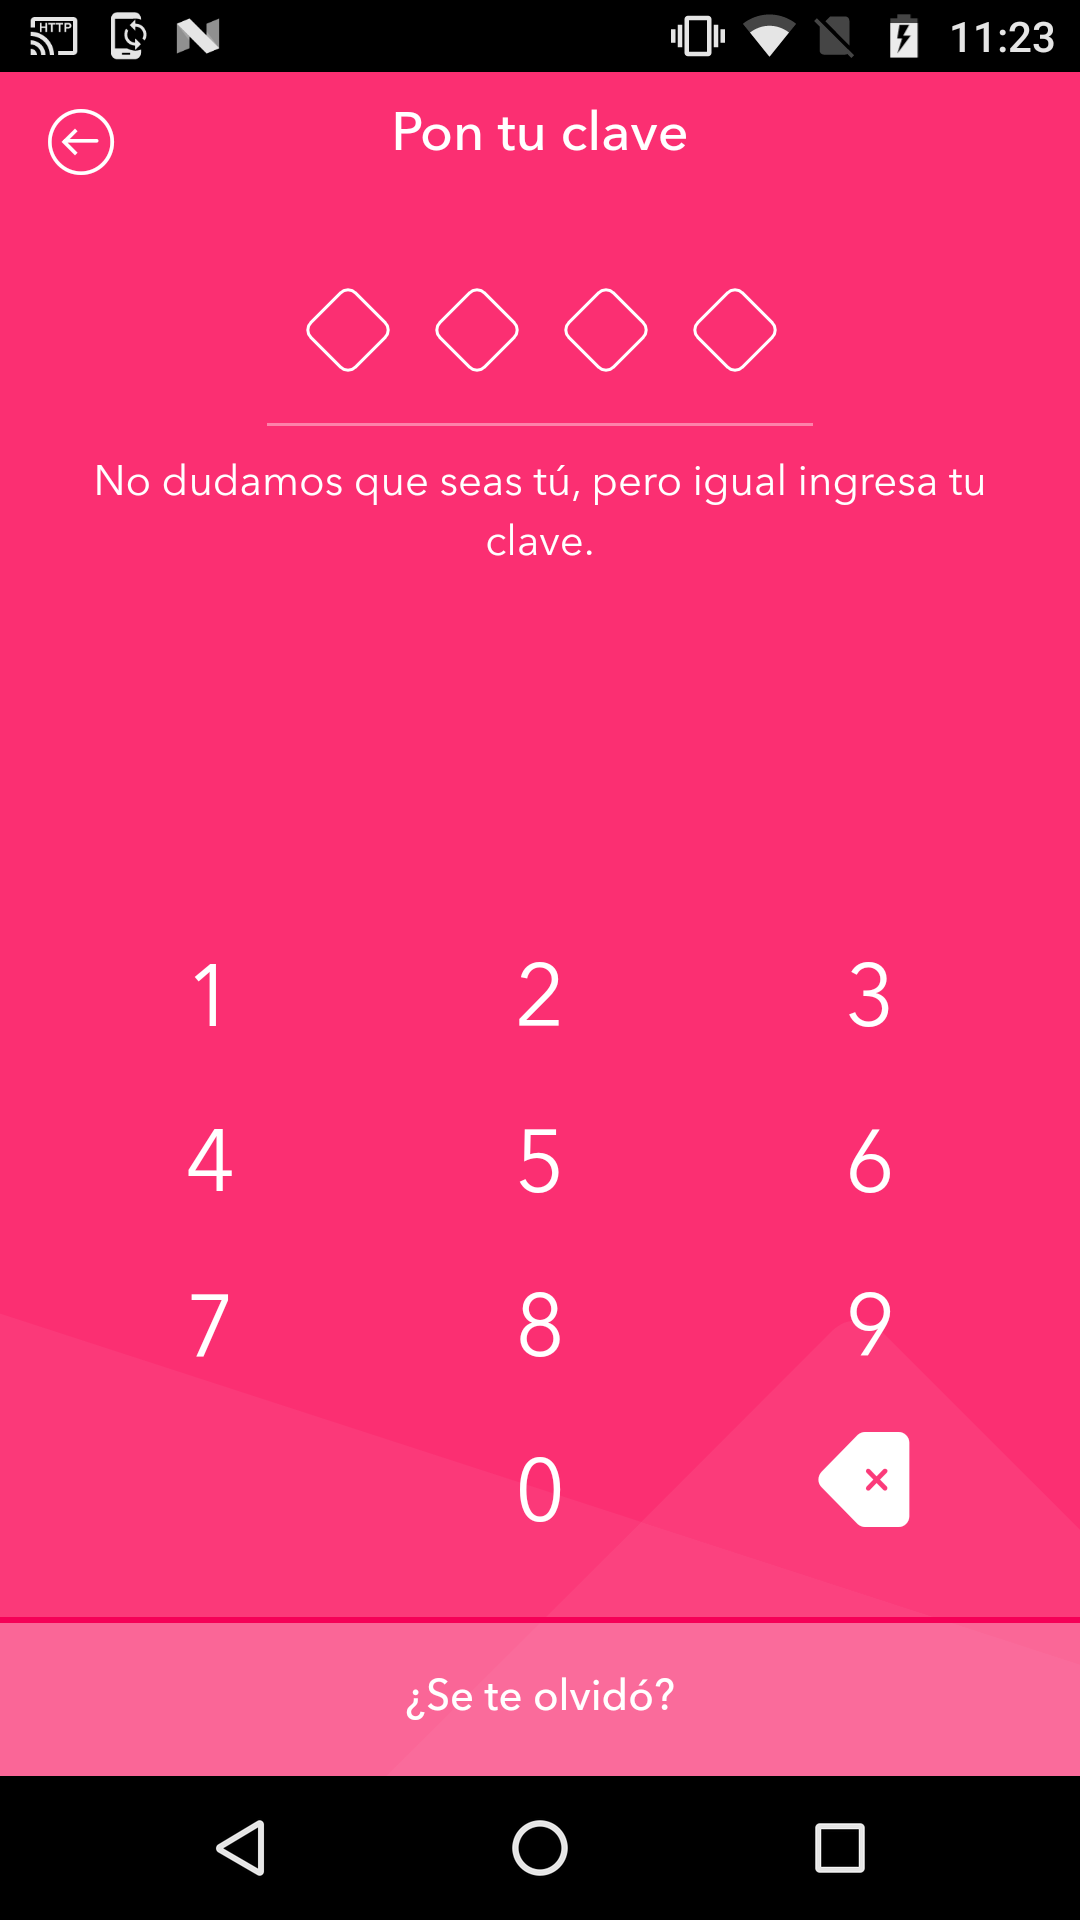 HTTP
11:23
Pon tu clave
No dudamos que seas tú, pero igual ingresa tu
clave.
1 2 3
4 5 6
7 8 9
0
¿Se te olvidó?